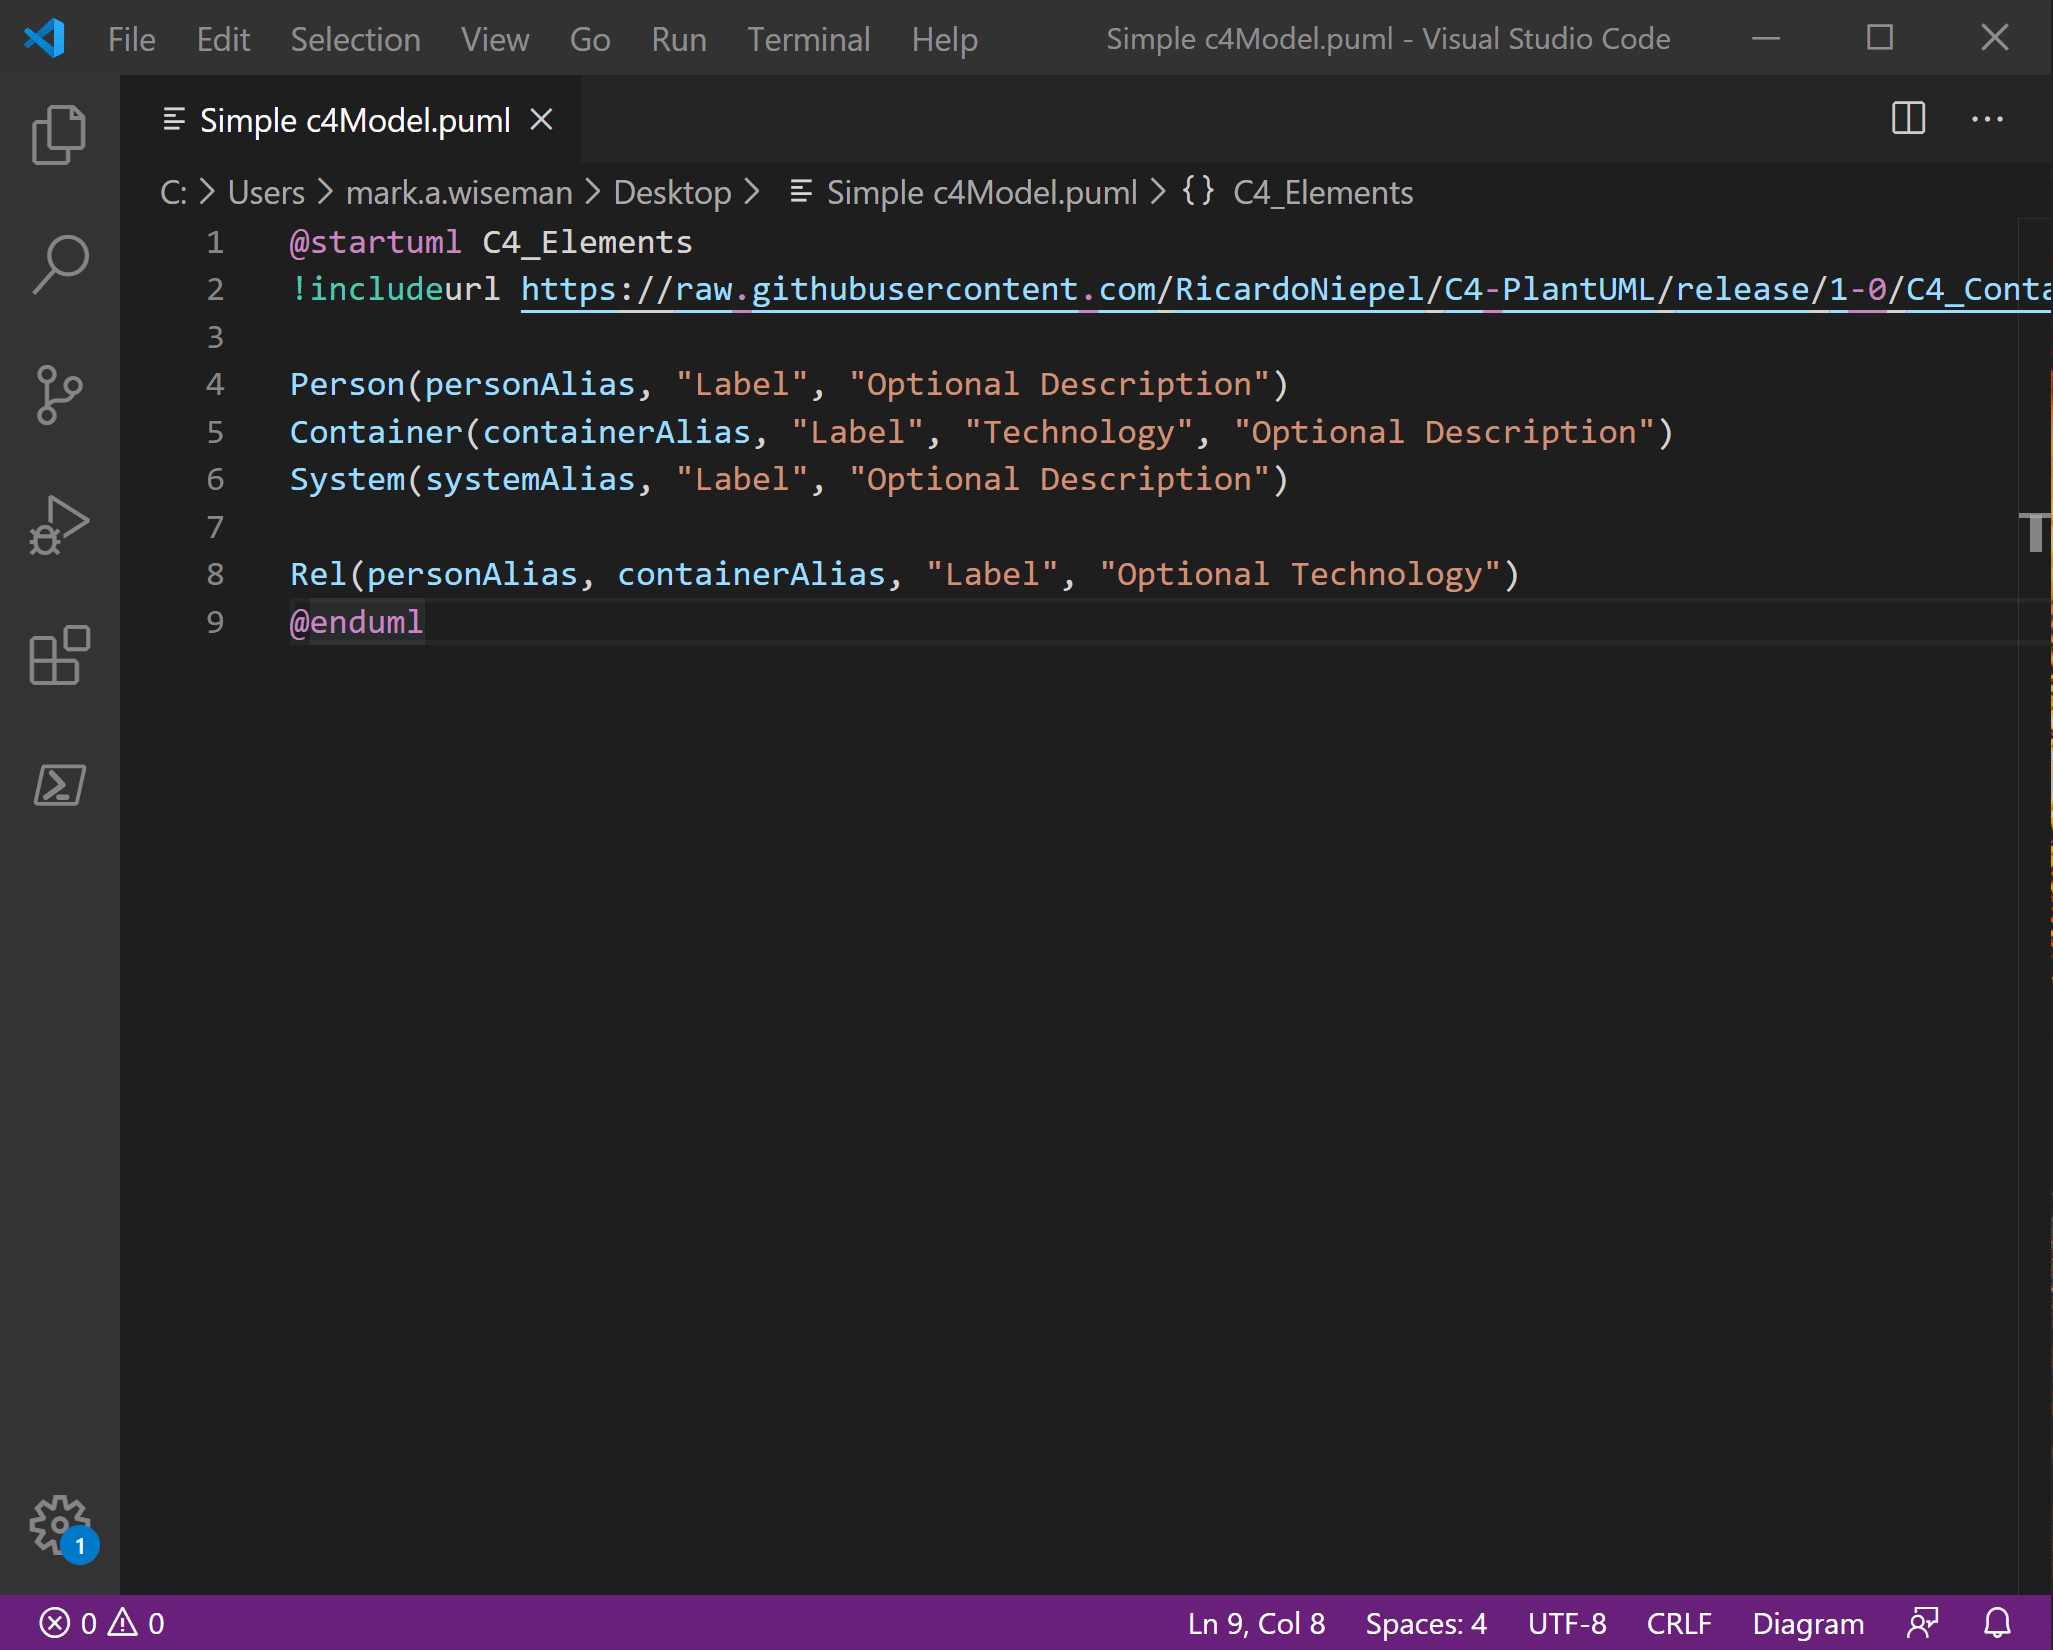 File Edit Selection View Go Run Terminal Help Simple c4Model.puml - Visual Studio Code
Simple c4Model.puml
C: > Users > mark.a.wiseman > Desktop > Simple c4Model.puml > {} C4_Elements
1 @startuml C4_Elements
2 !includeurl https://raw.githubusercontent.com/RicardoNiepel/C4-PlantUML/release/1-0/C4_Conta
3
4 Person(personAlias, "Label", "Optional Description")
5 Container(containerAlias, "Label", "Technology", "Optional Description")
6 System(systemAlias, "Label", "Optional Description")
7
8 Rel(personAlias, containerAlias, "Label", "Optional Technology")
9 @enduml
1
0 0 Ln 9, Col 8 Spaces: 4 UTF-8 CRLF Diagram